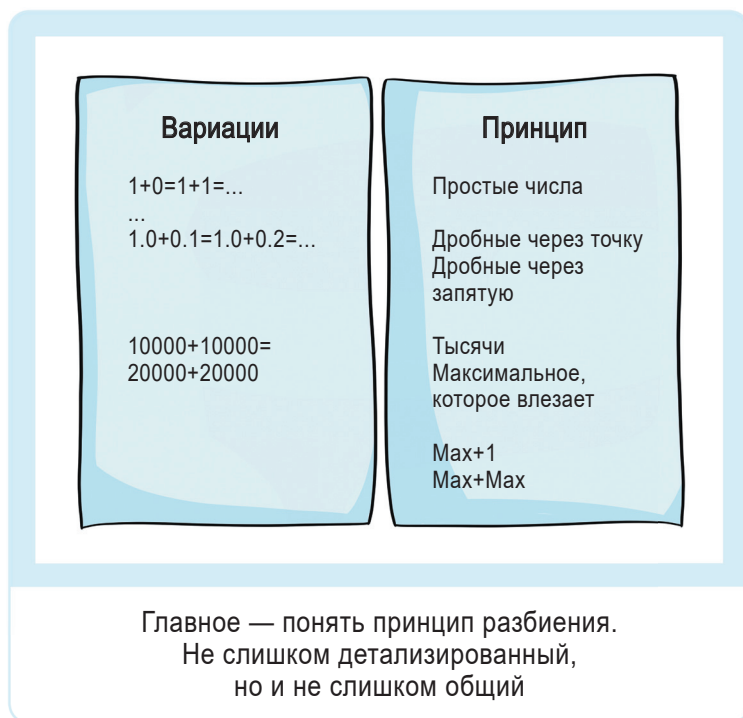 Вариации
1+0=1+1=...
...
1.0+0.1=1.0+0.2=...
10000+10000=
20000+20000
Принцип
Простые числа
Дробные через точку
Дробные через
запятую
Тысячи
Максимальное,
которое влезает
Max+1
Max+Max
Главное — понять принцип разбиения.
Не слишком детализированный,
но и не слишком общий